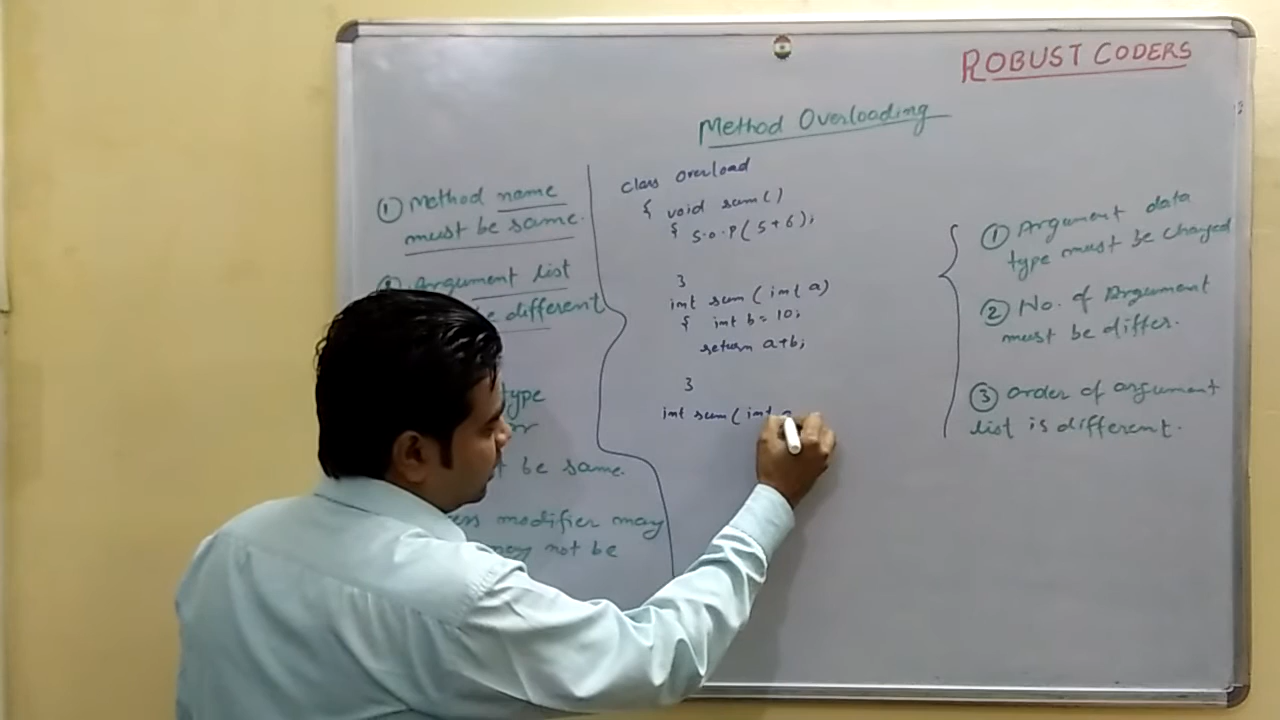 ROBUST CODERS
Method Overloading
① Method name
must be same.
Argument list
different
type
be same.
modifier may
may not be
class overload
{ void sum()
{ S.O.P(5+6);
}
int sum (int a)
{ int b = 10;
return a+b;
}
int sum (int a
① Argument data
type must be changed
② No. of Argument
must be differ.
③ order of argument
list is different.